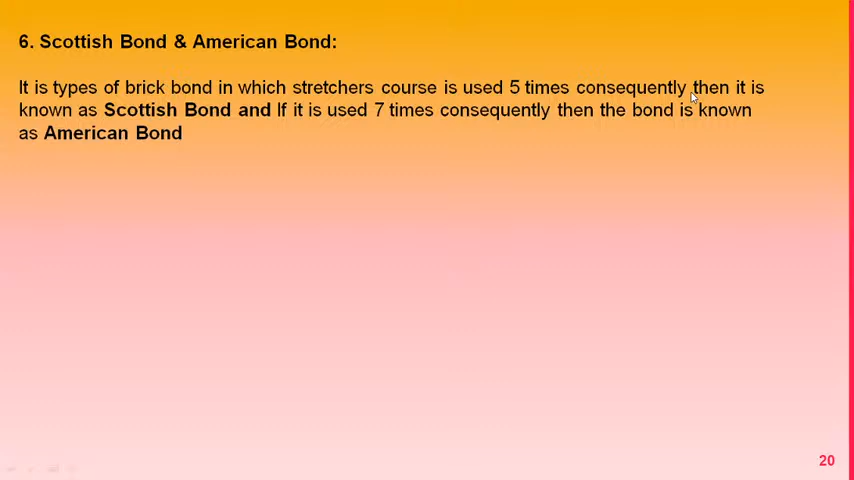 6. Scottish Bond & American Bond:
It is types of brick bond in which stretchers course is used 5 times consequently then it is
known as Scottish Bond and If it is used 7 times consequently then the bond is known
as American Bond
20